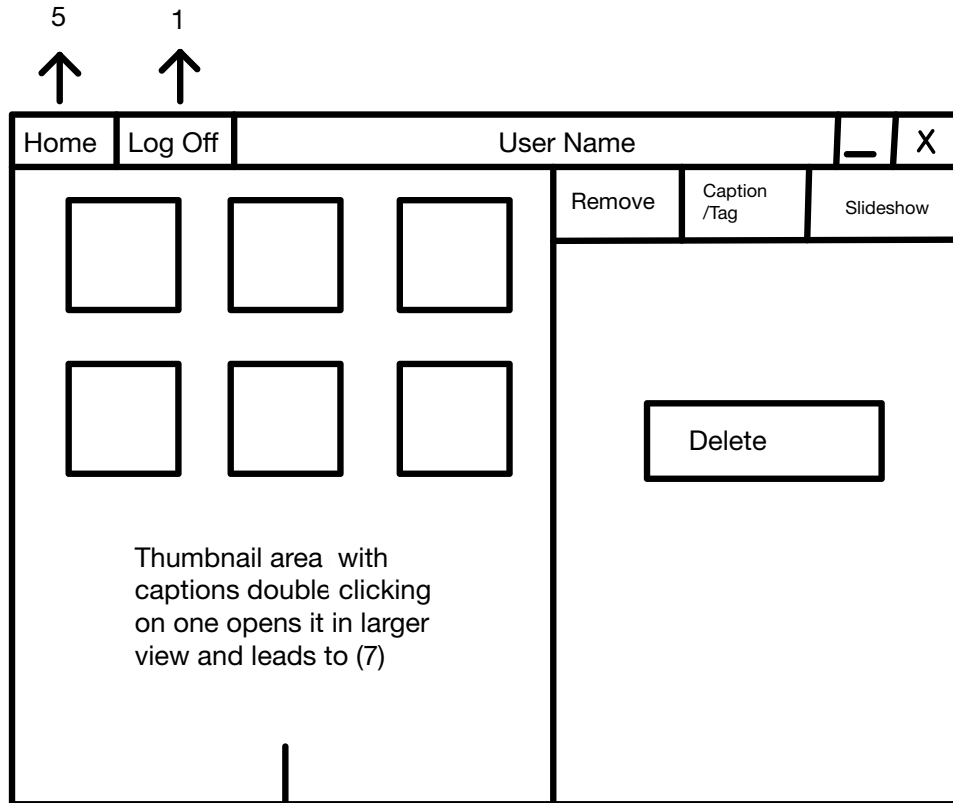 5 1
Home Log Off User Name _ X
Remove Caption
/Tag Slideshow
Delete
Thumbnail area with
captions double clicking
on one opens it in larger
view and leads to (7)